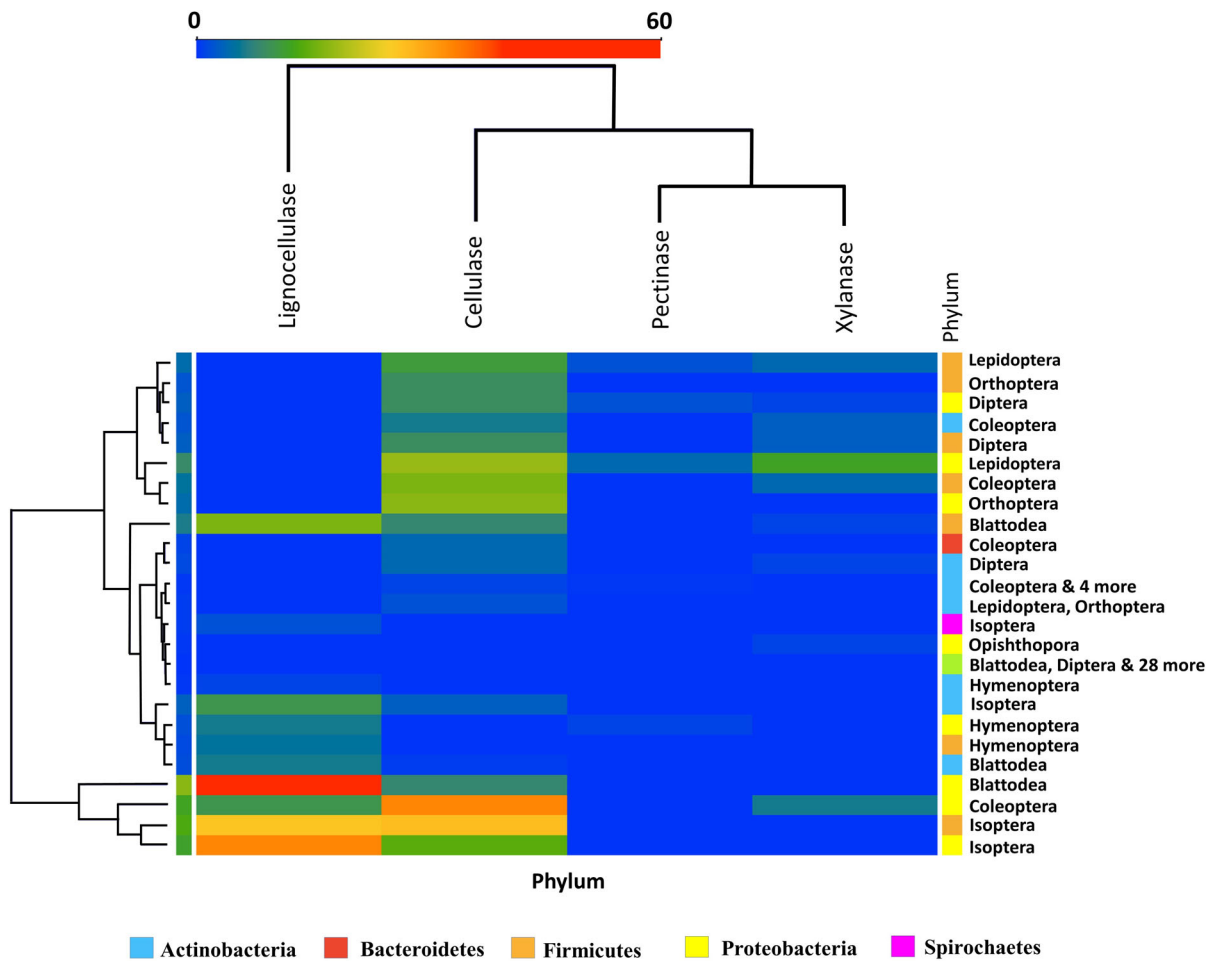 0 60
Lignocellulase
Cellulase
Pectinase
Xylanase
Phylum
Lepidoptera
Orthoptera
Diptera
Coleoptera
Diptera
Lepidoptera
Coleoptera
Orthoptera
Blattodea
Coleoptera
Diptera
Coleoptera & 4 more
Lepidoptera, Orthoptera
Isoptera
Opishthopora
Blattodea, Diptera & 28 more
Hymenoptera
Isoptera
Hymenoptera
Hymenoptera
Blattodea
Blattodea
Coleoptera
Isoptera
Isoptera
Phylum
Actinobacteria Bacteroidetes Firmicutes Proteobacteria Spirochaetes